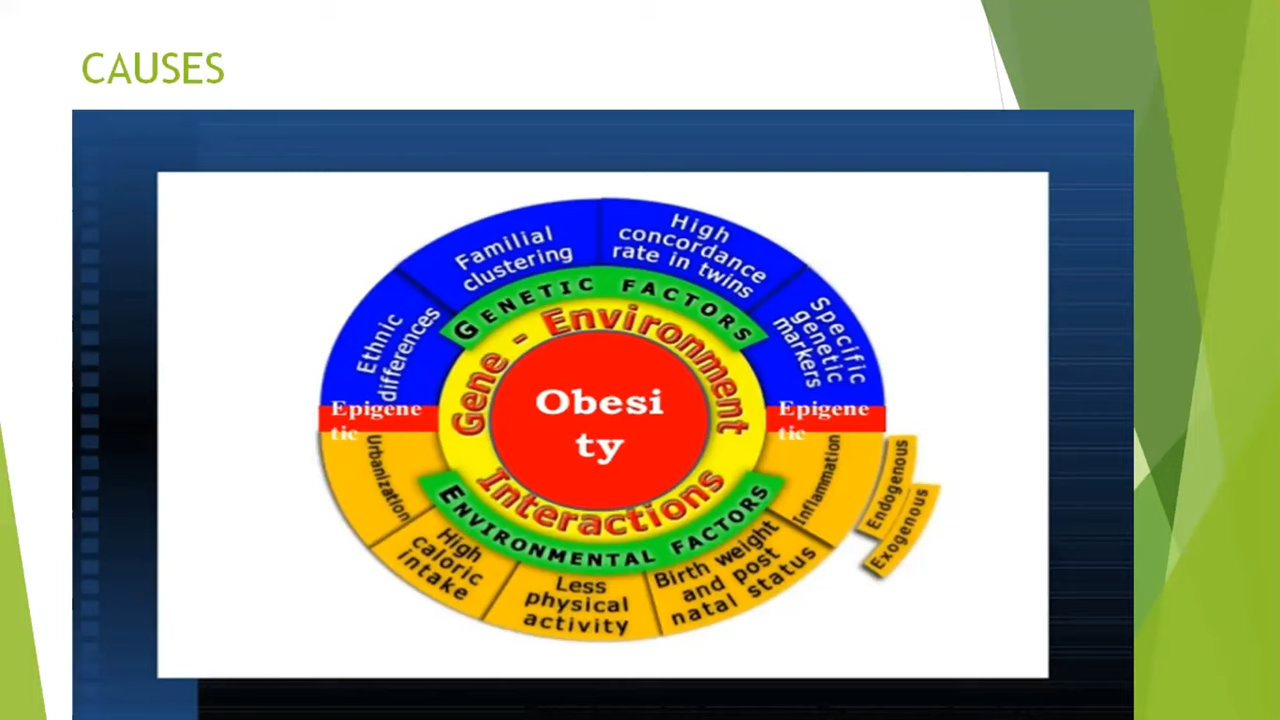 CAUSES
Familial
clustering
High
concordance
rate in twins
Ethnic
differences
Specific
genetic
markers
GENETIC FACTORS
Gene - Environment
Interactions
Obesi
ty
Epigene
tic
Epigene
tic
ENVIRONMENTAL FACTORS
Urbanization
High
caloric
intake
Less
physical
activity
Birth weight
and post
natal status
Inflammation
Endogenous
Exogenous